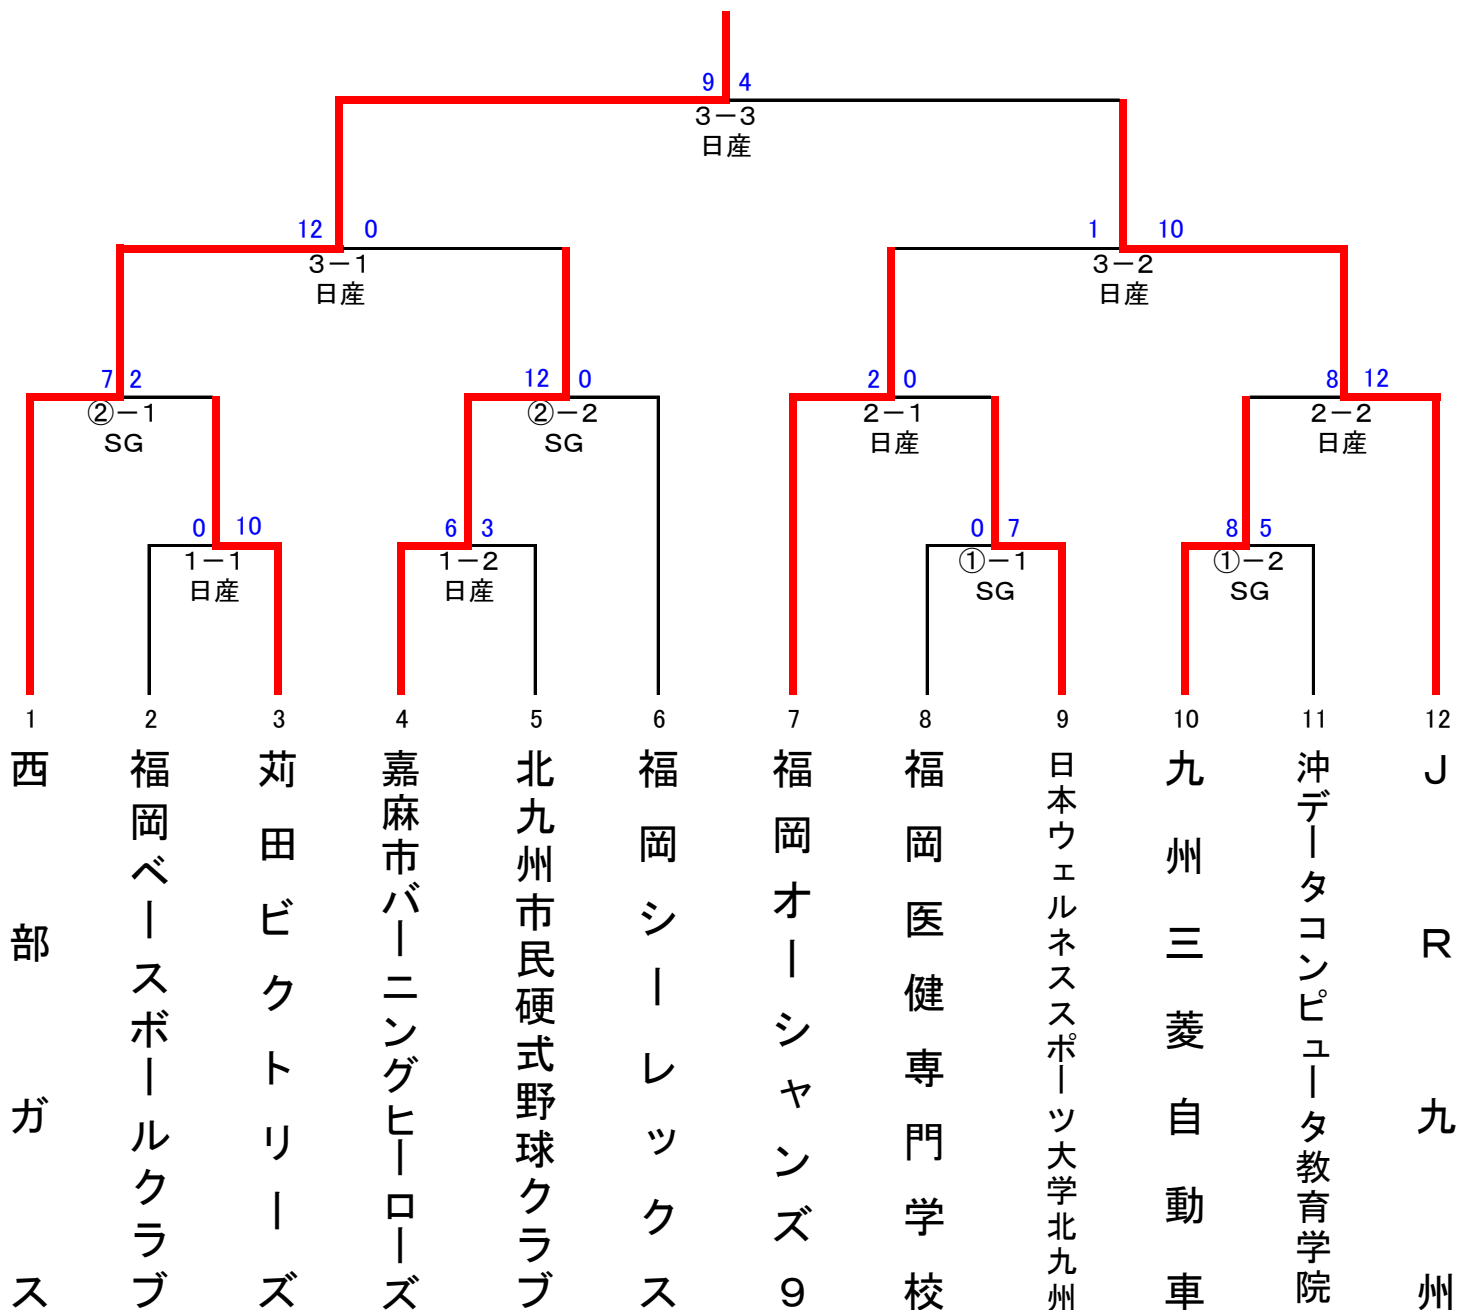 9 4
3－3
日産
12 0
3－1
日産
1 10
3－2
日産
7 2
②－1
SG
12 0
②－2
SG
2 0
2－1
日産
8 12
2－2
日産
0 10
1－1
日産
6 3
1－2
日産
0 7
①－1
SG
8 5
①－2
SG
1
西部ガス
2
福岡ベースボールクラブ
3
苅田ビクトリーズ
4
嘉麻市バーニングヒーローズ
5
北九州市民硬式野球クラブ
6
福岡シーレックス
7
福岡オーシャンズ９
8
福岡医健専門学校
9
日本ウェルネススポーツ大学北九州
10
九州三菱自動車
11
沖データコンピュータ教育学院
12
ＪＲ九州